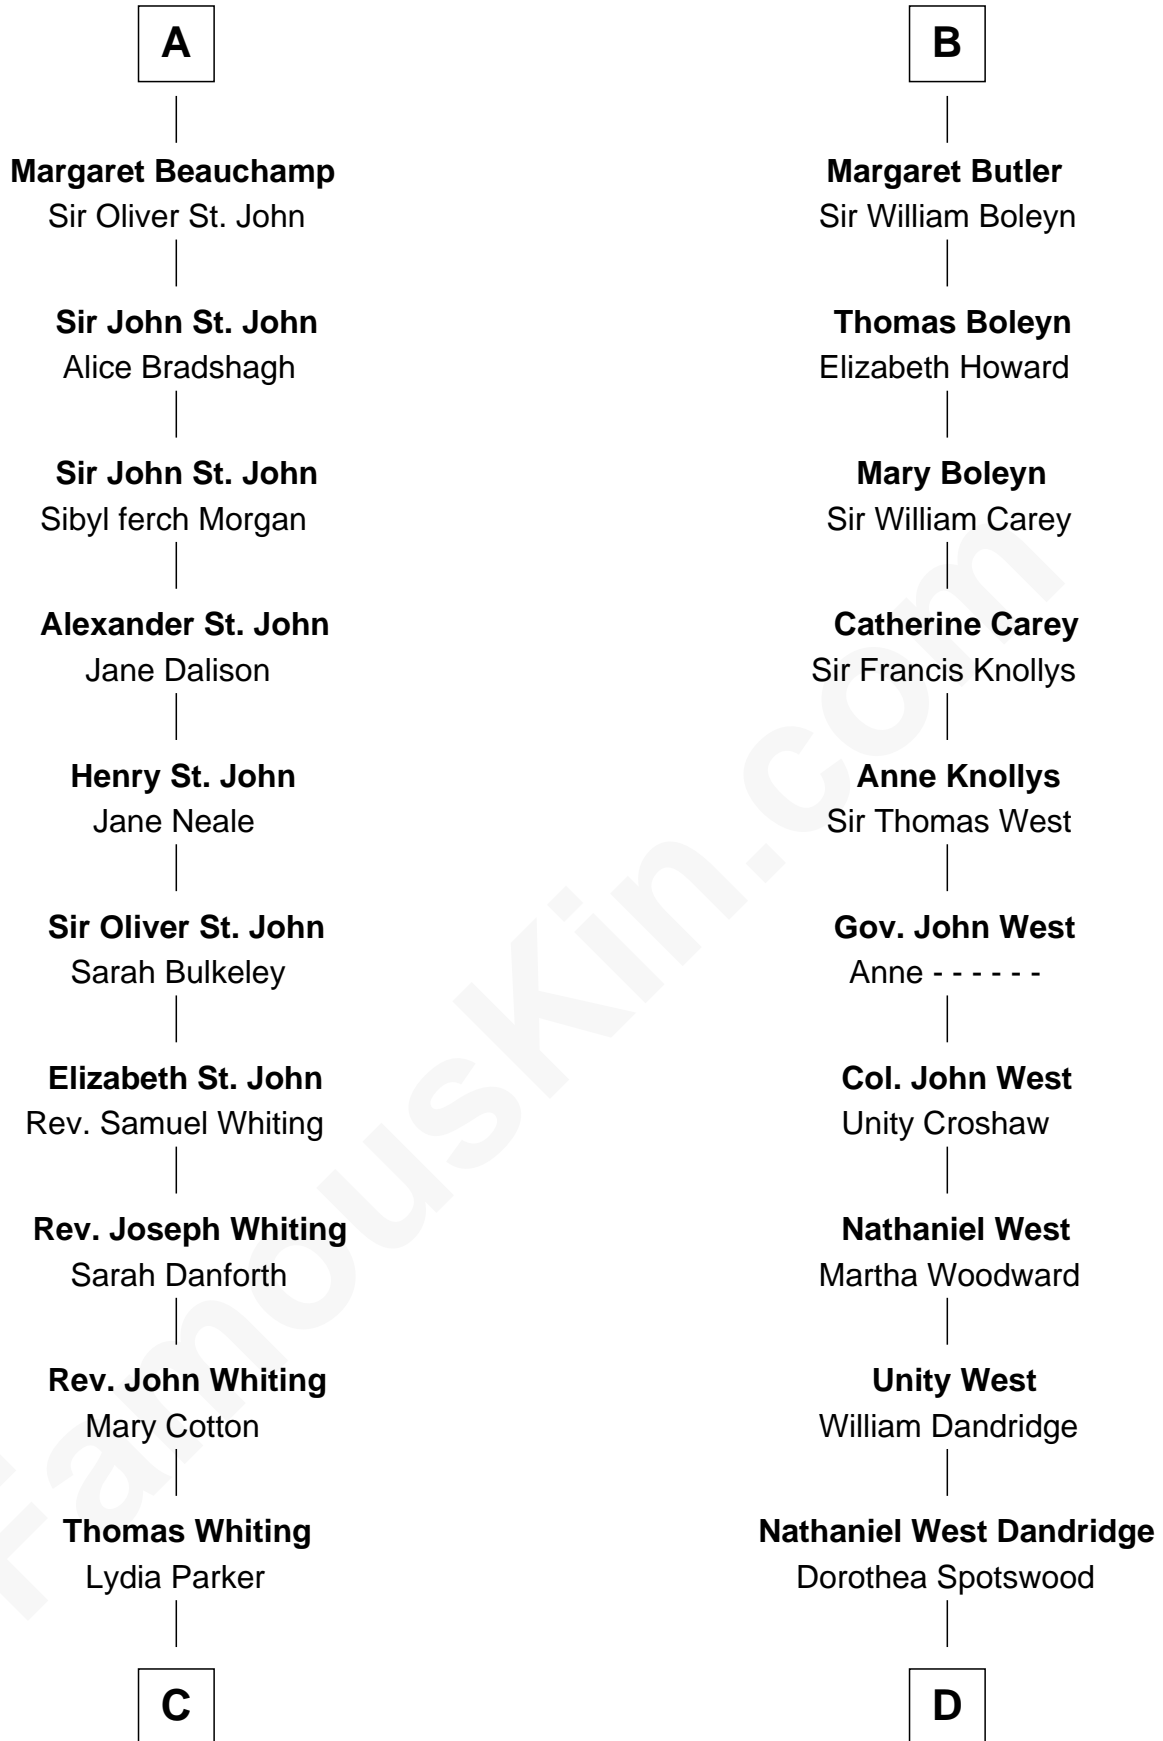 A
Margaret Beauchamp
Sir Oliver St. John
Sir John St. John
Alice Bradshagh
Sir John St. John
Sibyl ferch Morgan
Alexander St. John
Jane Dalison
Henry St. John
Jane Neale
Sir Oliver St. John
Sarah Bulkeley
Elizabeth St. John
Rev. Samuel Whiting
Rev. Joseph Whiting
Sarah Danforth
Rev. John Whiting
Mary Cotton
Thomas Whiting
Lydia Parker
C
B
Margaret Butler
Sir William Boleyn
Thomas Boleyn
Elizabeth Howard
Mary Boleyn
Sir William Carey
Catherine Carey
Sir Francis Knollys
Anne Knollys
Sir Thomas West
Gov. John West
Anne - - - - - -
Col. John West
Unity Croshaw
Nathaniel West
Martha Woodward
Unity West
William Dandridge
Nathaniel West Dandridge
Dorothea Spotswood
D
FamousKin.com